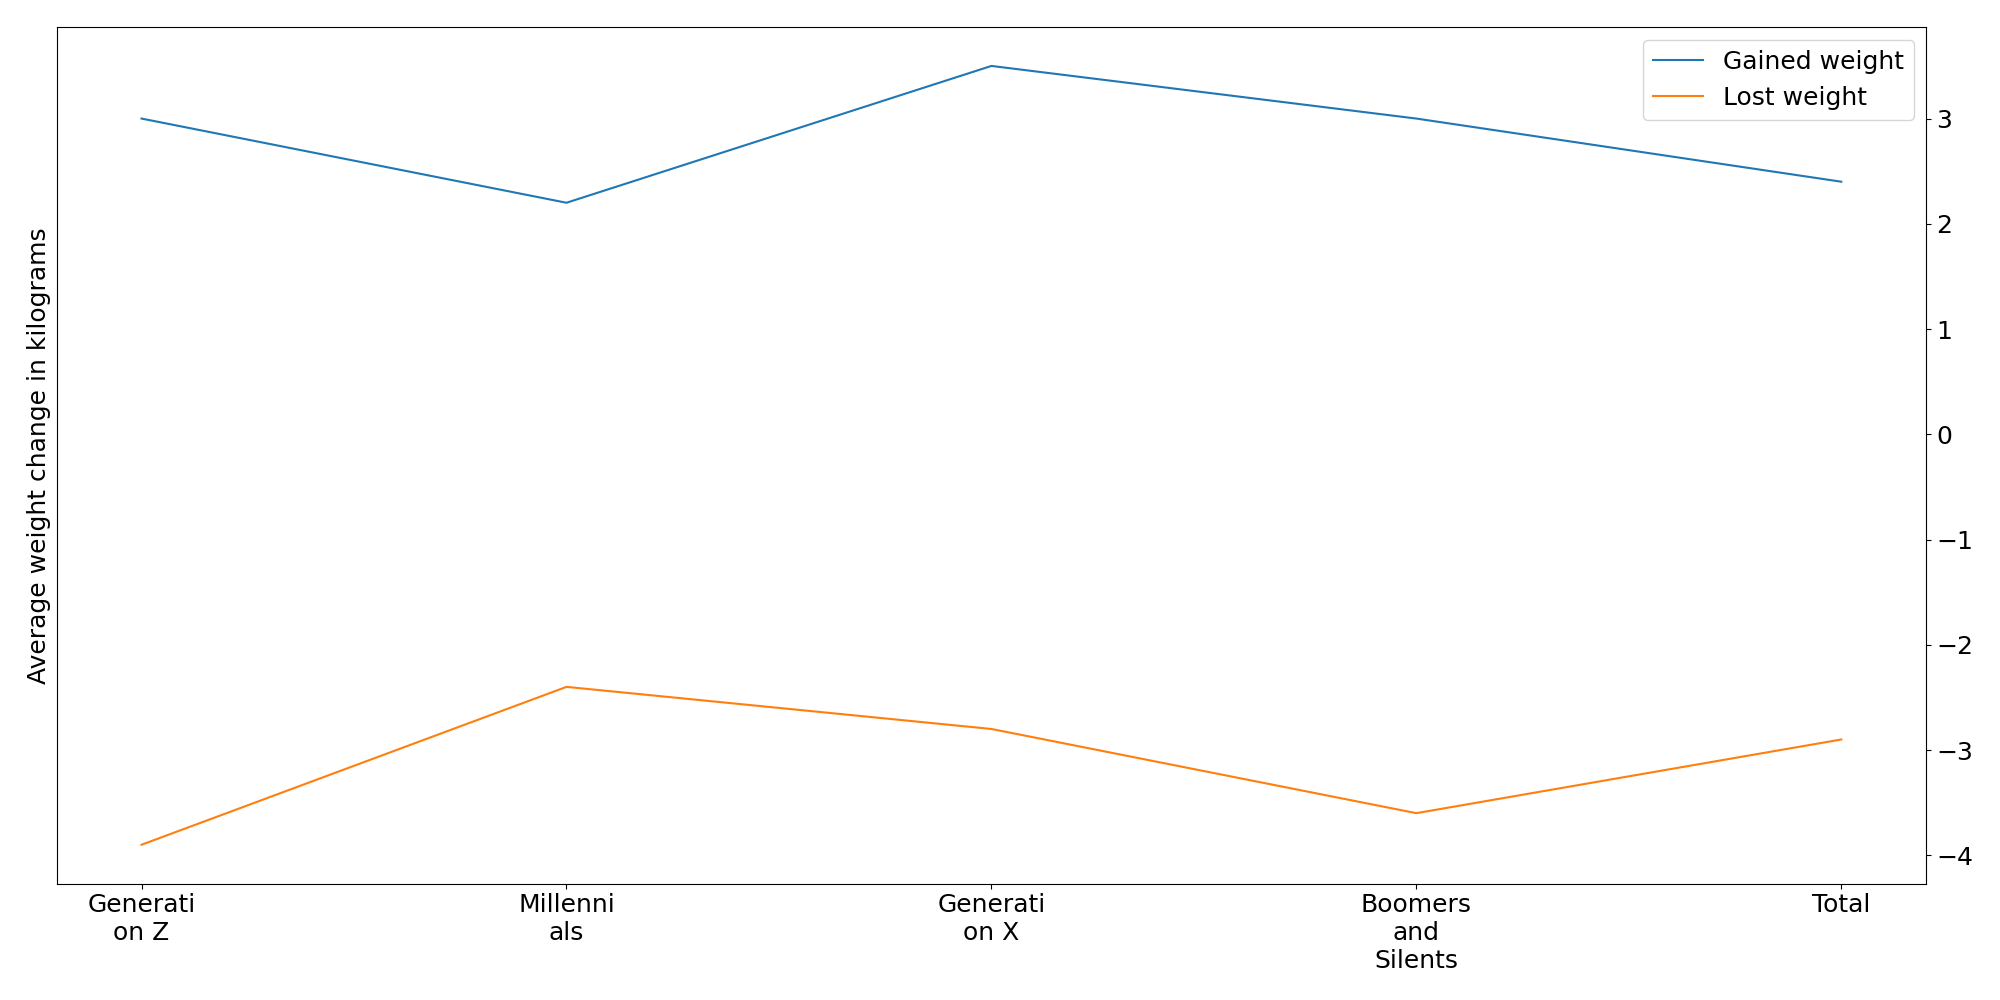 Gained weight
Lost weight
Average weight change in kilograms
3
2
1
0
−1
−2
−3
−4
Generati
on Z
Millenni
als
Generati
on X
Boomers
and
Silents
Total